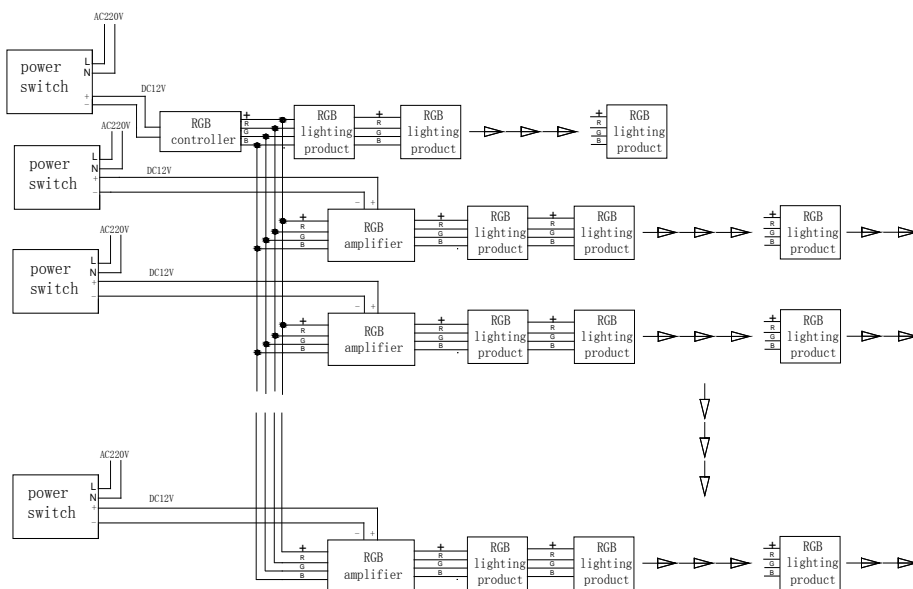 AC220V
power
switch
L
N
+
−
DC12V
RGB
controller
+
R
G
B
RGB
lighting
product
+
R
G
B
RGB
lighting
product
+
R
G
B
RGB
lighting
product
AC220V
power
switch
L
N
+
−
DC12V
− +
+
R
G
B
RGB
amplifier
+
R
G
B
RGB
lighting
product
+
R
G
B
RGB
lighting
product
+
R
G
B
RGB
lighting
product
AC220V
power
switch
L
N
+
−
DC12V
− +
+
R
G
B
RGB
amplifier
+
R
G
B
RGB
lighting
product
+
R
G
B
RGB
lighting
product
+
R
G
B
RGB
lighting
product
AC220V
power
switch
L
N
+
−
DC12V
− +
+
R
G
B
RGB
amplifier
+
R
G
B
RGB
lighting
product
+
R
G
B
RGB
lighting
product
+
R
G
B
RGB
lighting
product